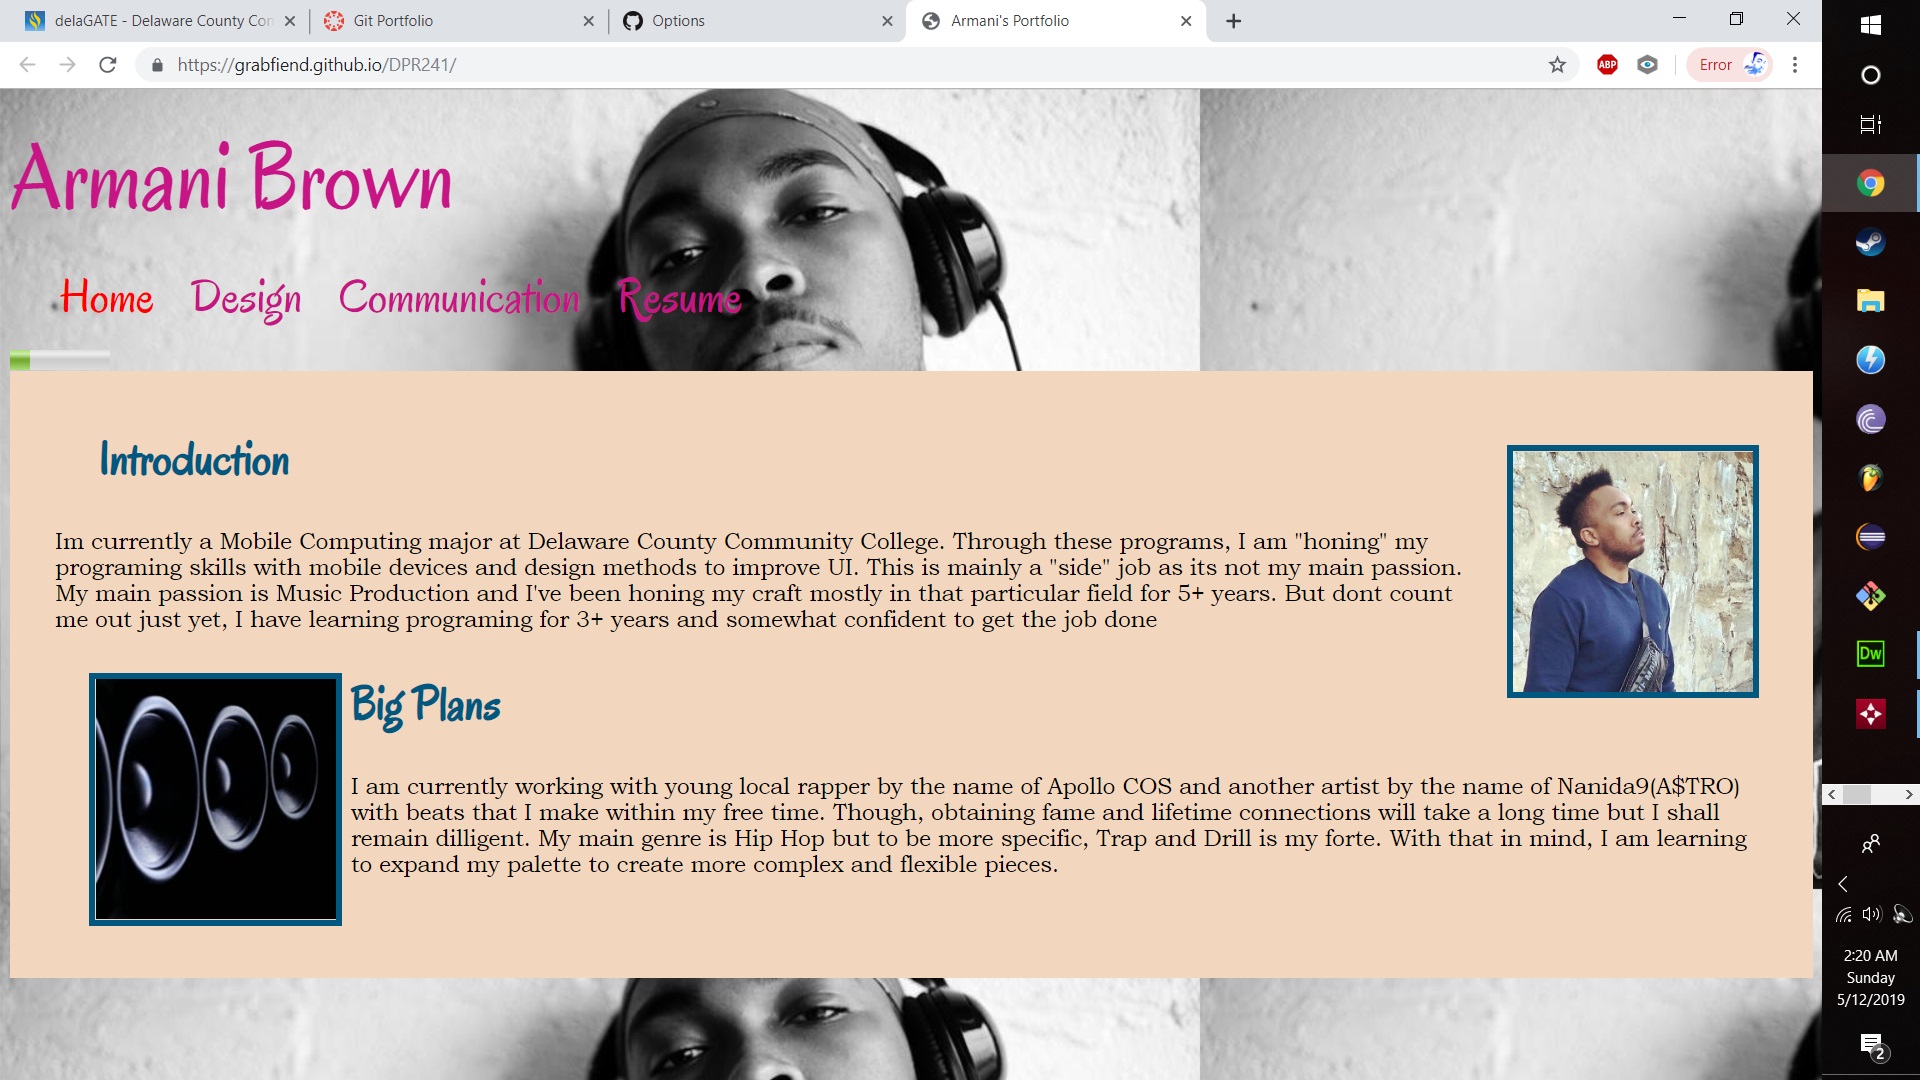 delaGATE - Delaware County Con
Git Portfolio
Options
Armani's Portfolio
https://grabfiend.github.io/DPR241/
ABP
Error
Armani Brown
Home Design Communication Resume
Introduction
Im currently a Mobile Computing major at Delaware County Community College. Through these programs, I am "honing" my
programing skills with mobile devices and design methods to improve UI. This is mainly a "side" job as its not my main passion.
My main passion is Music Production and I've been honing my craft mostly in that particular field for 5+ years. But dont count
me out just yet, I have learning programing for 3+ years and somewhat confident to get the job done
Big Plans
I am currently working with young local rapper by the name of Apollo COS and another artist by the name of Nanida9(A$TRO)
with beats that I make within my free time. Though, obtaining fame and lifetime connections will take a long time but I shall
remain dilligent. My main genre is Hip Hop but to be more specific, Trap and Drill is my forte. With that in mind, I am learning
to expand my palette to create more complex and flexible pieces.
Dw
2:20 AM
Sunday
5/12/2019
2